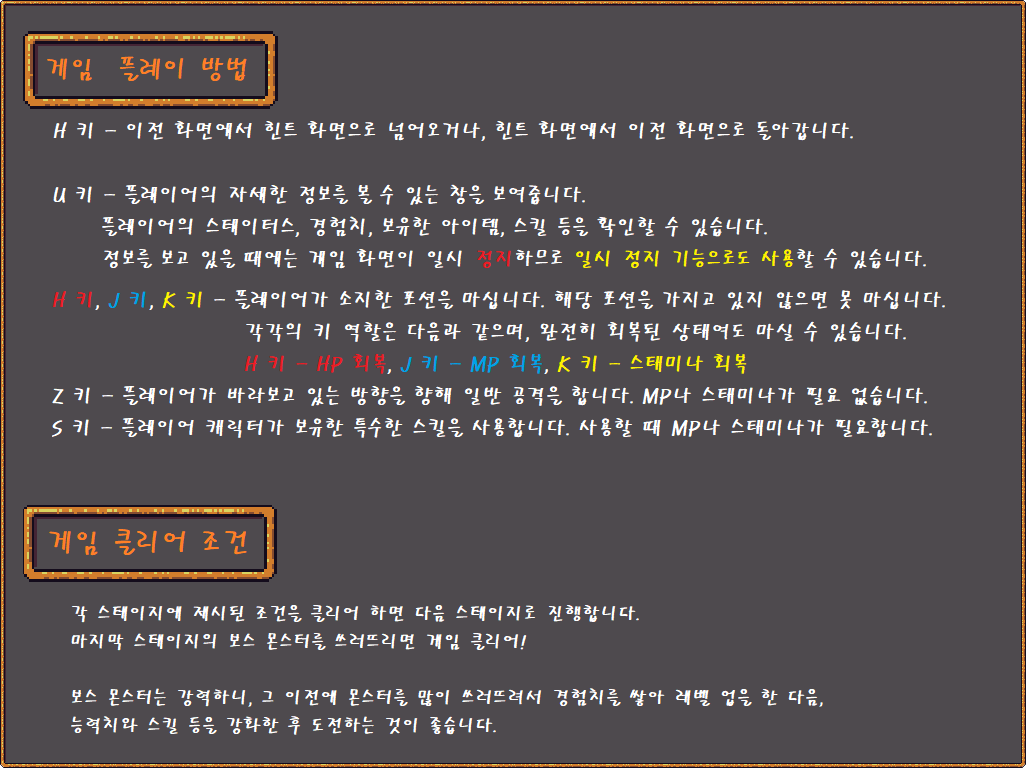 게임 플레이 방법
H 키 - 이전 화면에서 힌트 화면으로 넘어오거나, 힌트 화면에서 이전 화면으로 돌아갑니다.
U 키 - 플레이어의 자세한 정보를 볼 수 있는 창을 보여줍니다.
플레이어의 스테이터스, 경험치, 보유한 아이템, 스킬 등을 확인할 수 있습니다.
정보를 보고 있을 때에는 게임 화면이 일시 정지하므로 일시 정지 기능으로도 사용할 수 있습니다.
H 키, J 키, K 키 - 플레이어가 소지한 포션을 마십니다. 해당 포션을 가지고 있지 않으면 못 마십니다.
각각의 키 역할은 다음과 같으며, 완전히 회복된 상태여도 마실 수 있습니다.
H 키 - HP 회복, J 키 - MP 회복, K 키 - 스태미나 회복
Z 키 - 플레이어가 바라보고 있는 방향을 향해 일반 공격을 합니다. MP나 스태미나가 필요 없습니다.
S 키 - 플레이어 캐릭터가 보유한 특수한 스킬을 사용합니다. 사용할 때 MP나 스태미나가 필요합니다.
게임 클리어 조건
각 스테이지에 제시된 조건을 클리어 하면 다음 스테이지로 진행합니다.
마지막 스테이지의 보스 몬스터를 쓰러뜨리면 게임 클리어!
보스 몬스터는 강력하니, 그 이전에 몬스터를 많이 쓰러뜨려서 경험치를 쌓아 레벨 업을 한 다음,
능력치와 스킬 등을 강화한 후 도전하는 것이 좋습니다.